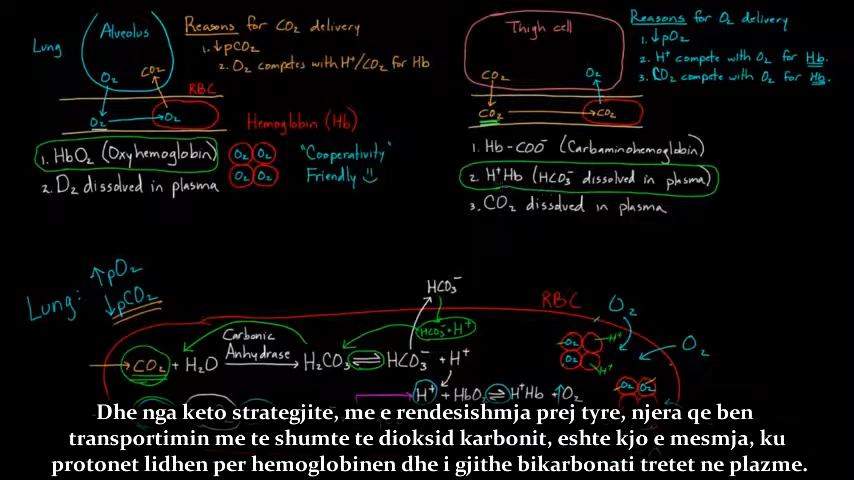 Lung
Alveolus
O₂
CO₂
RBC
O₂
O₂
Reasons for CO₂ delivery
1. ↓pCO₂
2. O₂ competes with H⁺/CO₂ for Hb
Hemoglobin (Hb)
1. HbO₂ (Oxyhemoglobin)
2. O₂ dissolved in plasma
O₂ O₂
O₂ O₂
"Cooperativity"
Friendly
Thigh cell
CO₂
O₂
CO₂
CO₂
Reasons for O₂ delivery
1. ↓pO₂
2. H⁺ compete with O₂ for Hb.
3. CO₂ compete with O₂ for Hb.
1. Hb-COO⁻ (Carbaminohemoglobin)
2. H⁺Hb (HCO₃⁻ dissolved in plasma)
3. CO₂ dissolved in plasma
Lung: ↑pO₂
↓pCO₂
HCO₃⁻
RBC
O₂
HCO₃⁻ + H⁺
O₂
O₂
H⁺
H⁺
O₂
CO₂ + H₂O
Carbonic
Anhydrase
→ H₂CO₃ ⇌ HCO₃⁻ + H⁺
H⁺ + HbO₂ ⇌ H⁺Hb + O₂
O₂ O₂
Dhe nga keto strategjite, me e rendesishmja prej tyre, njera qe ben
transportimin me te shumte te dioksid karbonit, eshte kjo e mesmja, ku
protonet lidhen per hemoglobinen dhe i gjithe bikarbonati tretet ne plazme.